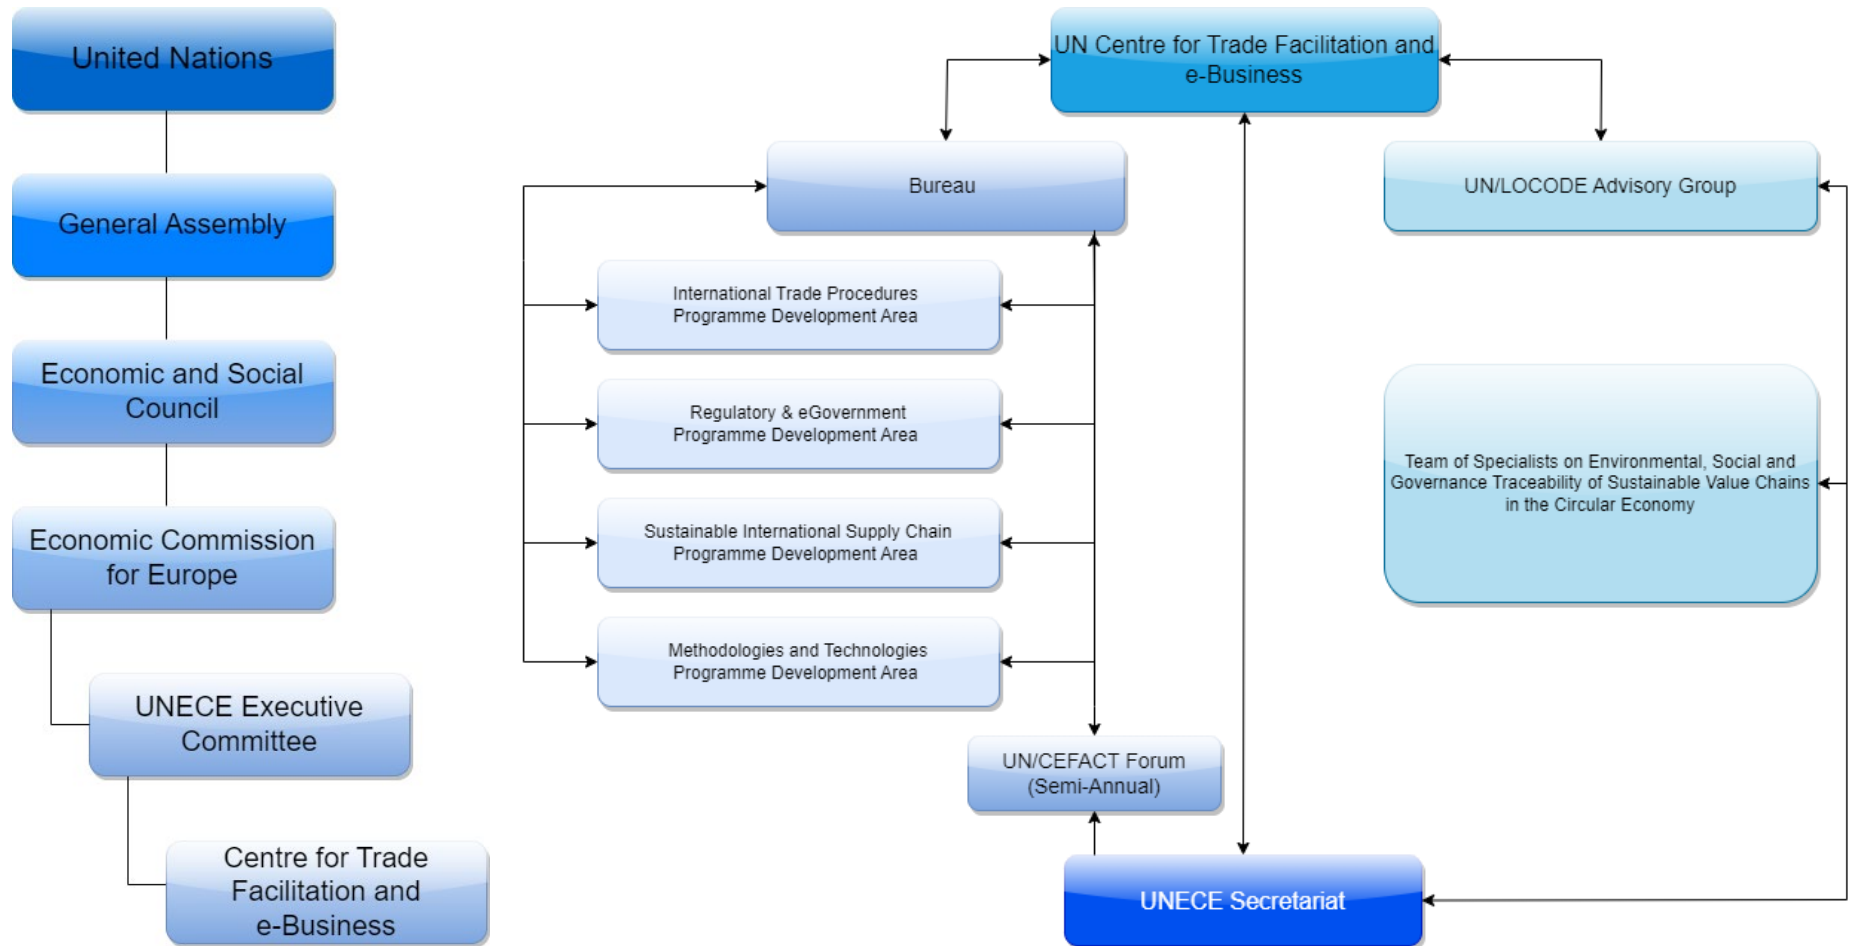 United Nations
General Assembly
Economic and Social
Council
Economic Commission
for Europe
UNECE Executive
Committee
Centre for Trade
Facilitation and
e-Business
UN Centre for Trade Facilitation and
e-Business
Bureau
UN/LOCODE Advisory Group
International Trade Procedures
Programme Development Area
Regulatory & eGovernment
Programme Development Area
Sustainable International Supply Chain
Programme Development Area
Methodologies and Technologies
Programme Development Area
Team of Specialists on Environmental, Social and
Governance Traceability of Sustainable Value Chains
in the Circular Economy
UN/CEFACT Forum
(Semi-Annual)
UNECE Secretariat